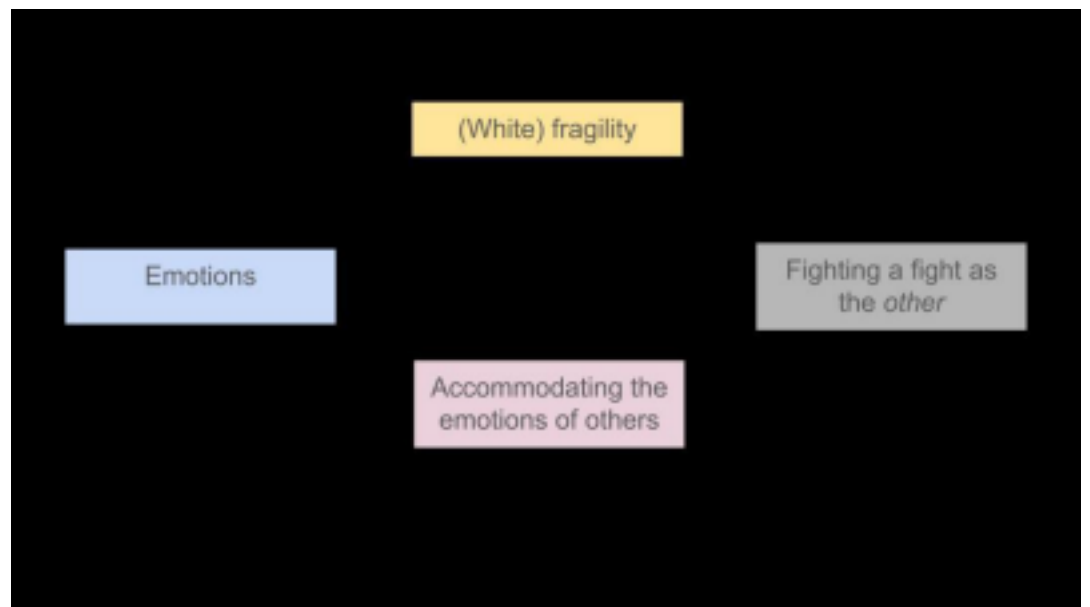 (White) fragility
Emotions
Fighting a fight as
the other
Accommodating the
emotions of others